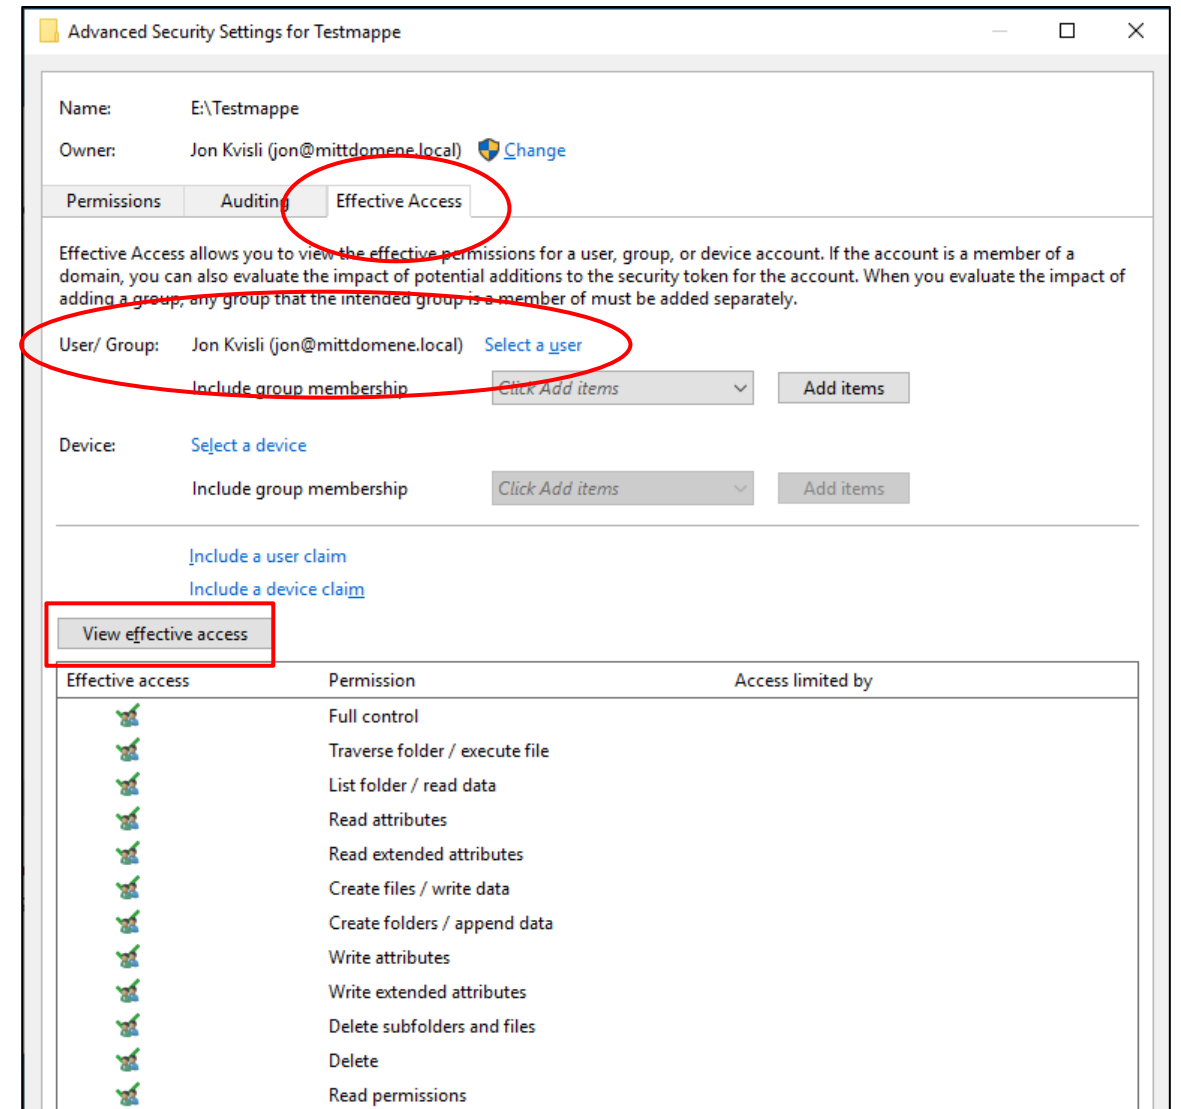 Advanced Security Settings for Testmappe
Name: E:\Testmappe
Owner: Jon Kvisli (jon@mittdomene.local) Change
Permissions Auditing Effective Access
Effective Access allows you to view the effective permissions for a user, group, or device account. If the account is a member of a
domain, you can also evaluate the impact of potential additions to the security token for the account. When you evaluate the impact of
adding a group, any group that the intended group is a member of must be added separately.
User/ Group: Jon Kvisli (jon@mittdomene.local) Select a user
Include group membership Click Add items Add items
Device: Select a device
Include group membership Click Add items Add items
Include a user claim
Include a device claim
View effective access
Effective access Permission Access limited by
Full control
Traverse folder / execute file
List folder / read data
Read attributes
Read extended attributes
Create files / write data
Create folders / append data
Write attributes
Write extended attributes
Delete subfolders and files
Delete
Read permissions